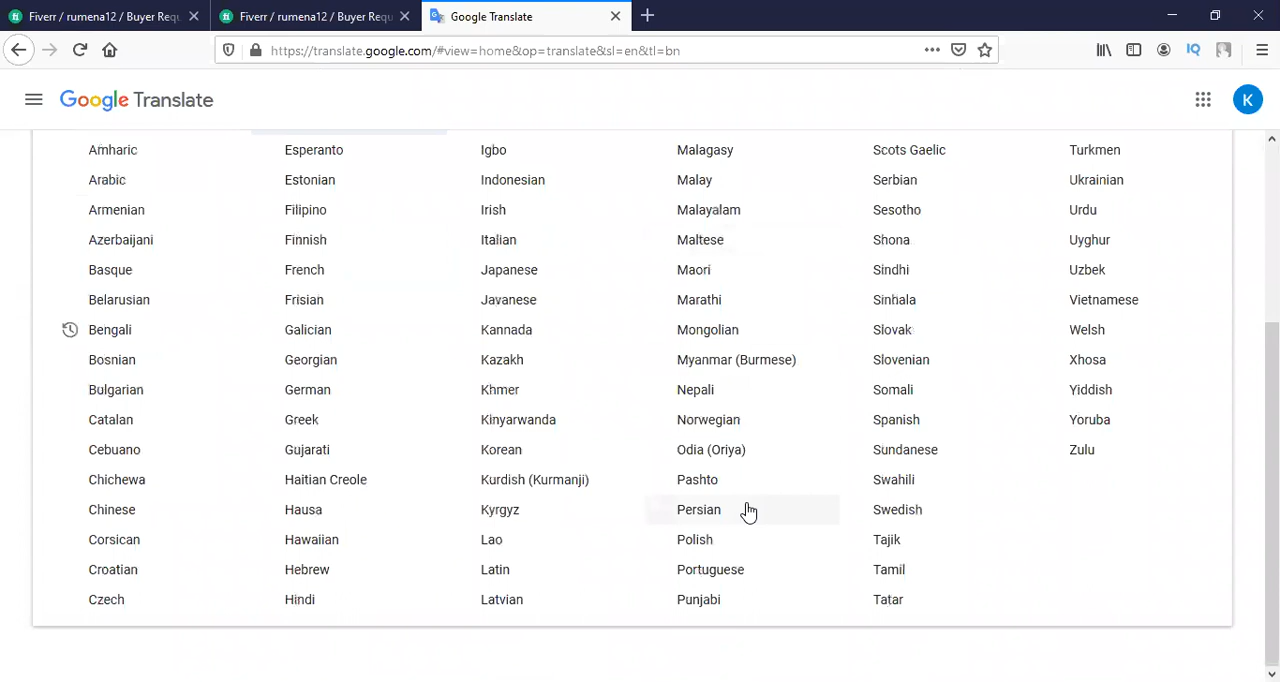 Fiverr / rumena12 / Buyer Requ
Fiverr / rumena12 / Buyer Requ
Google Translate
https://translate.google.com/#view=home&op=translate&sl=en&tl=bn
IQ
Google Translate
K
Amharic Esperanto Igbo Malagasy Scots Gaelic Turkmen
Arabic Estonian Indonesian Malay Serbian Ukrainian
Armenian Filipino Irish Malayalam Sesotho Urdu
Azerbaijani Finnish Italian Maltese Shona Uyghur
Basque French Japanese Maori Sindhi Uzbek
Belarusian Frisian Javanese Marathi Sinhala Vietnamese
Bengali Galician Kannada Mongolian Slovak Welsh
Bosnian Georgian Kazakh Myanmar (Burmese) Slovenian Xhosa
Bulgarian German Khmer Nepali Somali Yiddish
Catalan Greek Kinyarwanda Norwegian Spanish Yoruba
Cebuano Gujarati Korean Odia (Oriya) Sundanese Zulu
Chichewa Haitian Creole Kurdish (Kurmanji) Pashto Swahili
Chinese Hausa Kyrgyz Persian Swedish
Corsican Hawaiian Lao Polish Tajik
Croatian Hebrew Latin Portuguese Tamil
Czech Hindi Latvian Punjabi Tatar